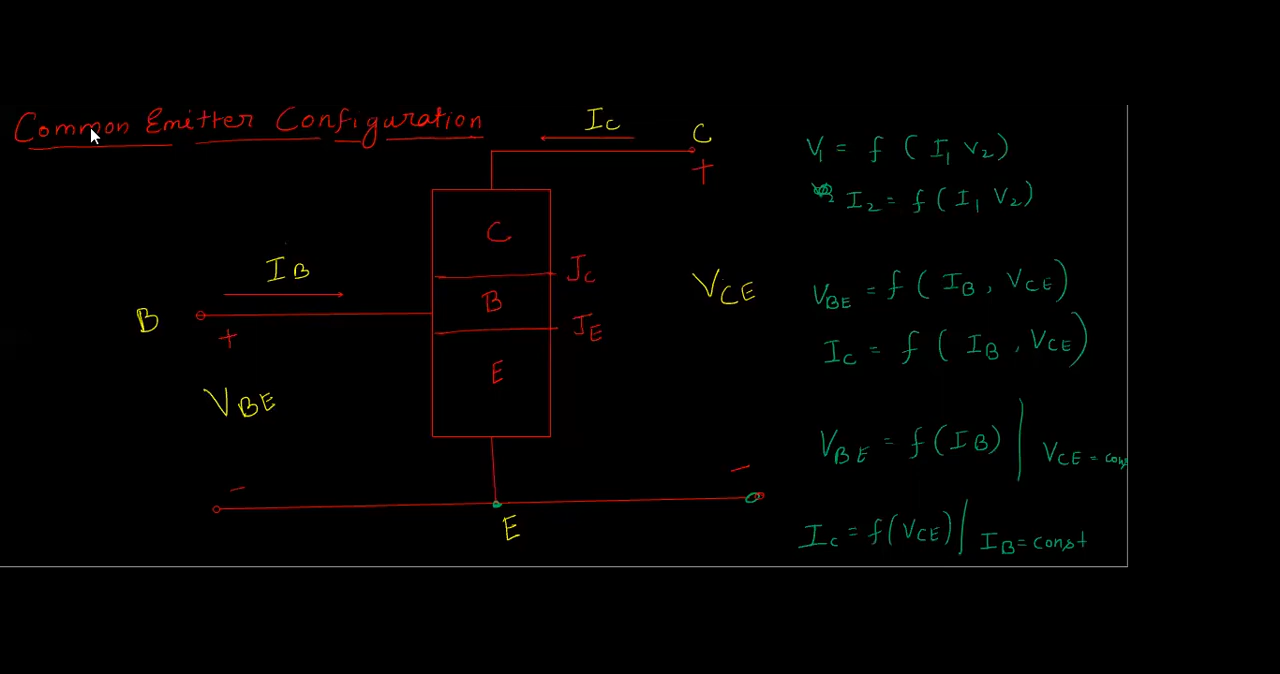 Common Emitter Configuration
IC
C
+
C
IB
JC
B
B
+
JE
VCE
E
VBE
-
-
E
V1 = f ( I1 V2)
I2 = f ( I1 V2)
VBE = f ( IB , VCE)
IC = f ( IB , VCE)
VBE = f(IB) | VCE = cons
Ic = f(VCE) | IB = const